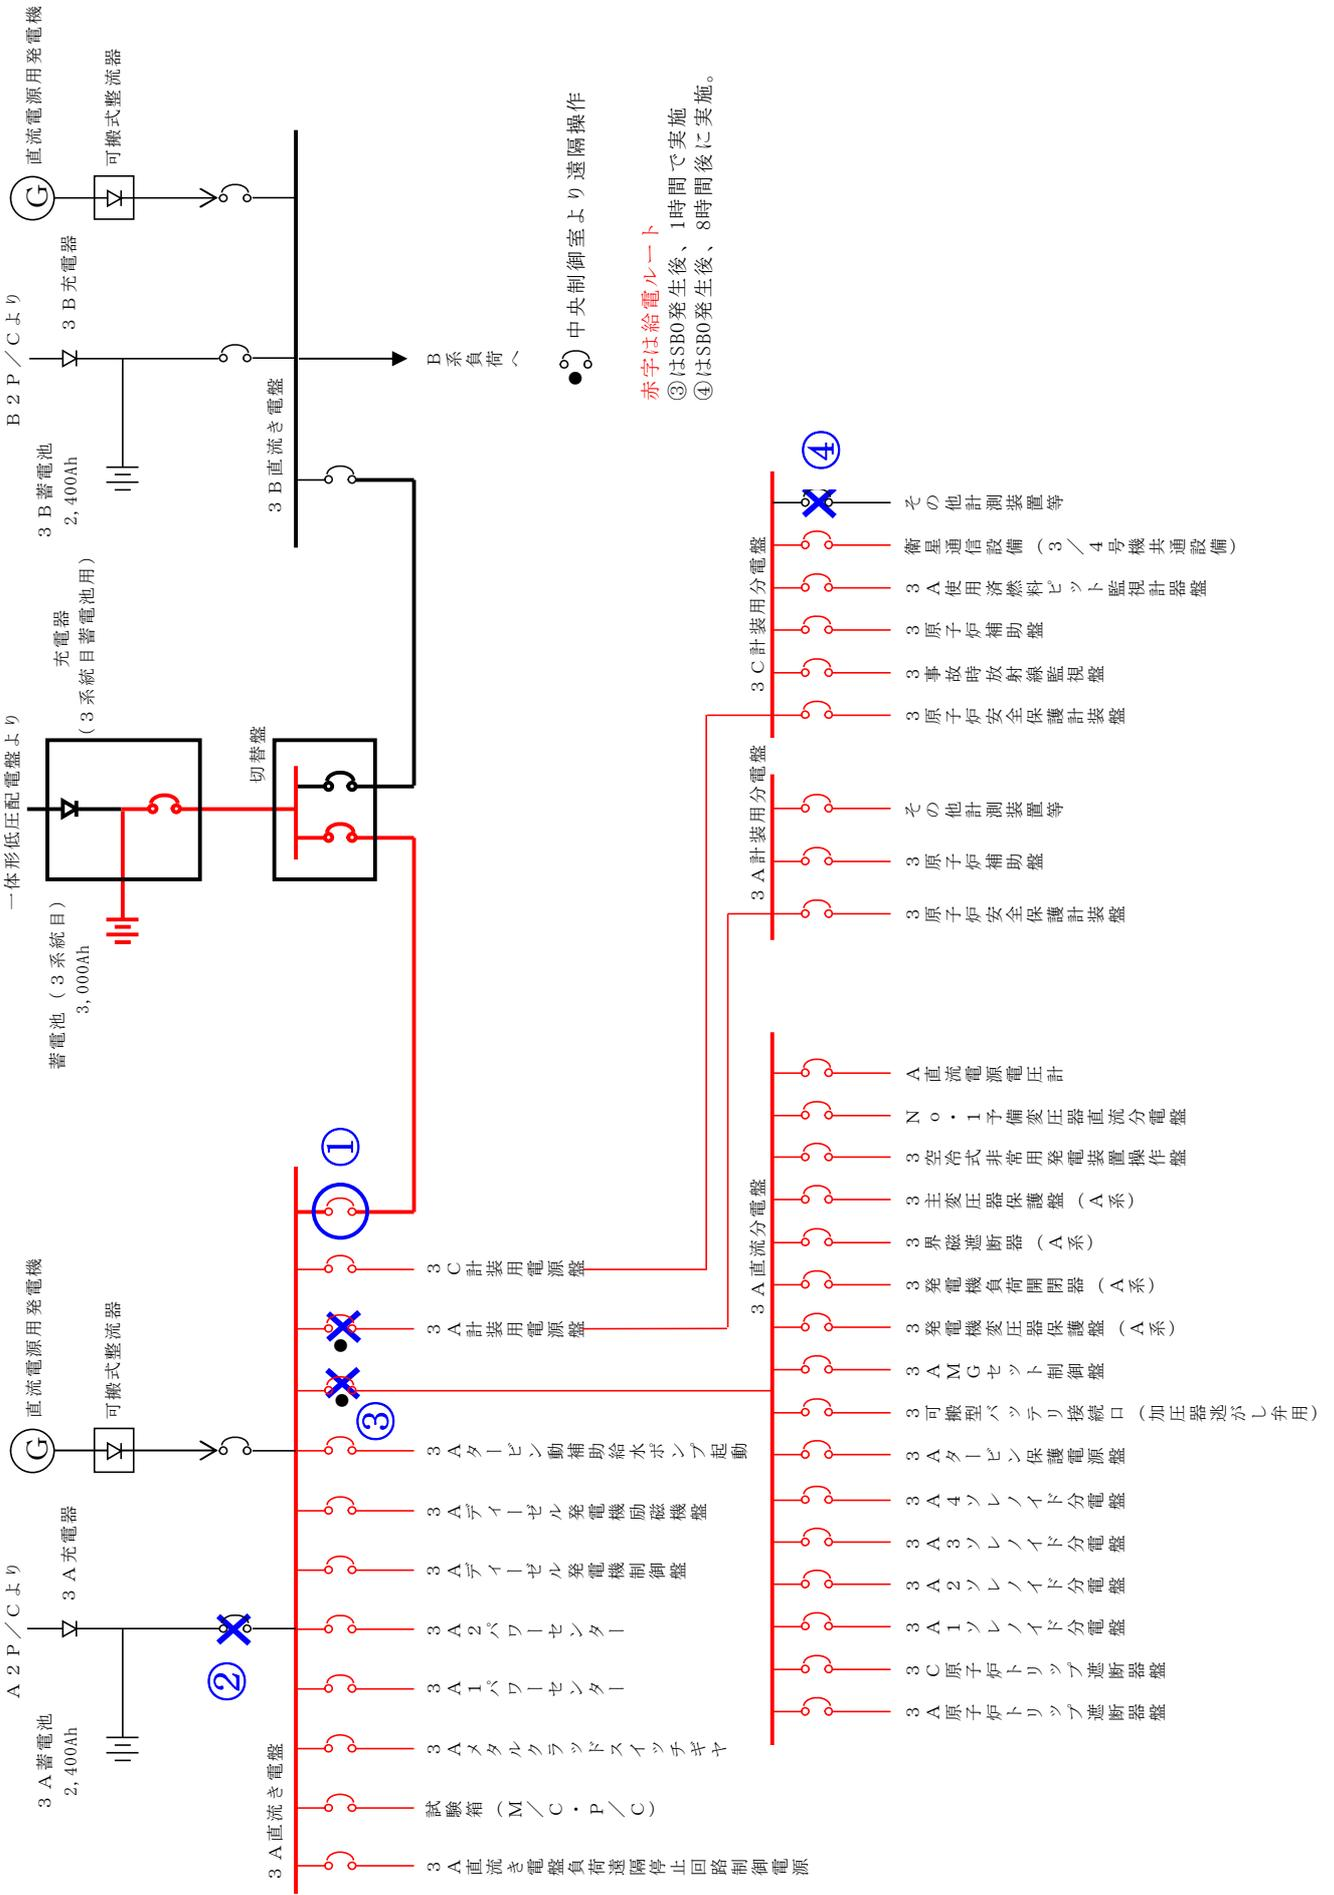 A2P/Cより
3A蓄電池
2,400Ah
3A充電器
直流電源用発電機
可搬式整流器
②
3A直流き電盤
①
③
3A直流き電盤負荷遠隔停止回路制御電源
試験箱（M/C・P/C）
3Aメタルクラッドスイッチギヤ
3A1パワーセンター
3A2パワーセンター
3Aディーゼル発電機制御盤
3Aディーゼル発電機励磁機盤
3Aタービン動補助給水ポンプ起動
3A計装用電源盤
3C計装用電源盤
一体形低圧配電盤より
蓄電池（3系統目）
3,000Ah
充電器
（3系統目蓄電池用）
切替盤
B2P/Cより
3B蓄電池
2,400Ah
3B充電器
直流電源用発電機
可搬式整流器
3B直流き電盤
B系負荷へ
中央制御室より遠隔操作
赤字は給電ルート
③はSBO発生後、1時間で実施
④はSBO発生後、8時間後に実施。
3A直流分電盤
3A原子炉トリップ遮断器盤
3C原子炉トリップ遮断器盤
3A1ソレノイド分電盤
3A2ソレノイド分電盤
3A3ソレノイド分電盤
3A4ソレノイド分電盤
3Aタービン保護電源盤
3可搬型バッテリ接続口（加圧器逃がし弁用）
3AMGセット制御盤
3発電機変圧器保護盤（A系）
3発電機負荷開閉器（A系）
3界磁遮断器（A系）
3主変圧器保護盤（A系）
3空冷式非常用発電装置操作盤
No.1予備変圧器直流分電盤
A直流電源電圧計
3A計装用分電盤
3原子炉安全保護計装盤
3原子炉補助盤
その他計測装置等
3C計装用分電盤
3原子炉安全保護計装盤
3事故時放射線監視盤
3原子炉補助盤
3A使用済燃料ピット監視計器盤
衛星通信設備（3／4号機共通設備）
その他計測装置等
④